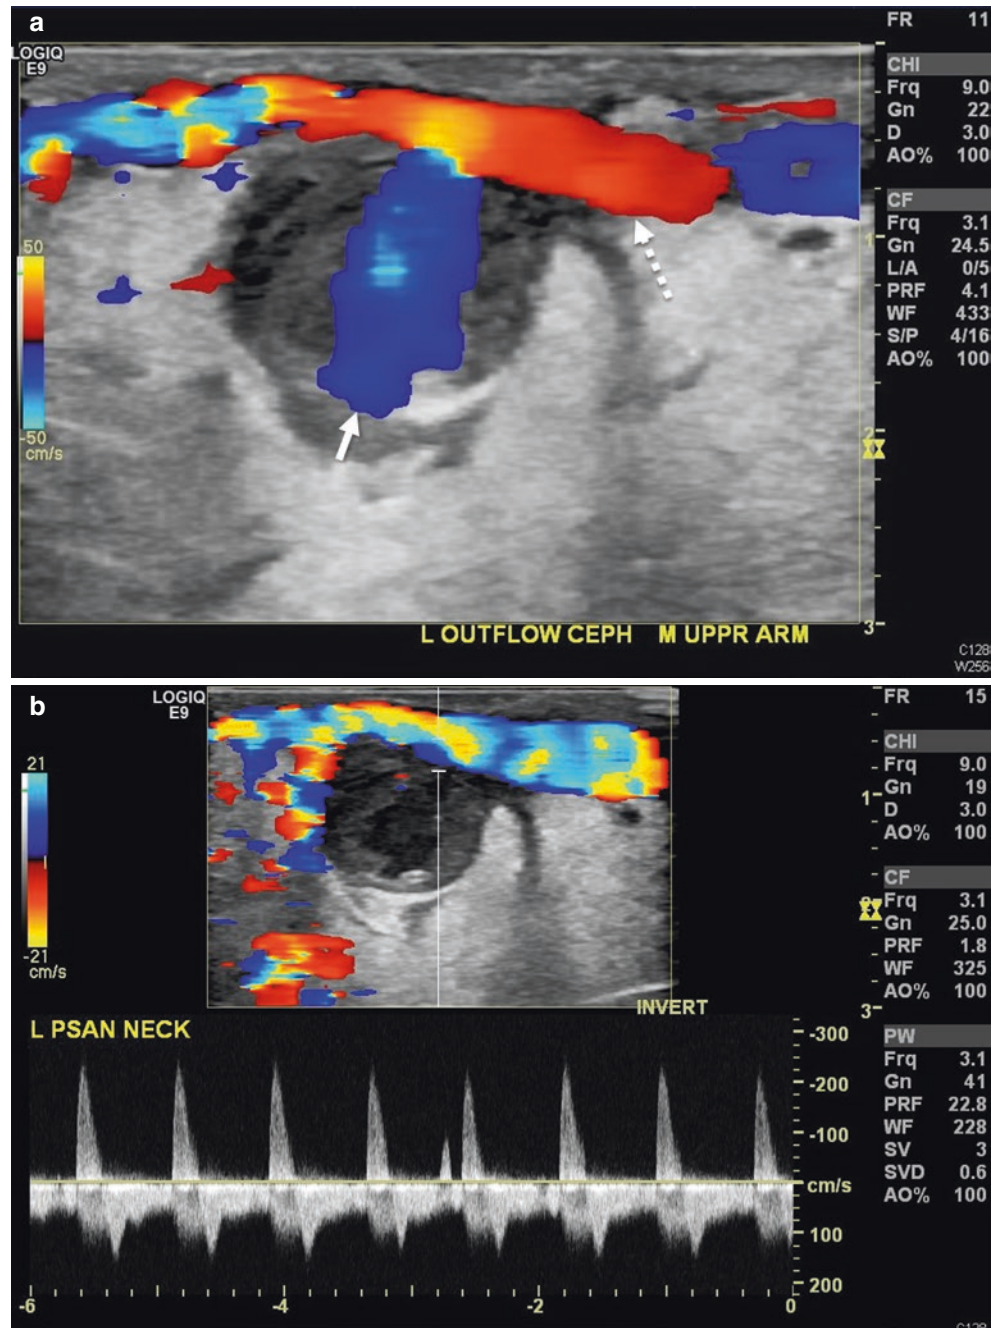 a
LOGIQ
E9
FR 11
CHI
Frq 9.0
Gn 22
D 3.0
AO% 100
CF
Frq 3.1
Gn 24.5
L/A 0/5
PRF 4.1
WF 433
S/P 4/16
AO% 100
50
-50
cm/s
1
2
3
L OUTFLOW CEPH M UPPR ARM
C128
W256
b
LOGIQ
E9
FR 15
CHI
Frq 9.0
Gn 19
D 3.0
AO% 100
CF
Frq 3.1
Gn 25.0
PRF 1.8
WF 325
AO% 100
21
-21
cm/s
1
3
INVERT
L PSAN NECK
PW
Frq 3.1
Gn 41
PRF 22.8
WF 228
SV 3
SVD 0.6
AO% 100
-300
-200
-100
cm/s
100
200
-6 -4 -2 0